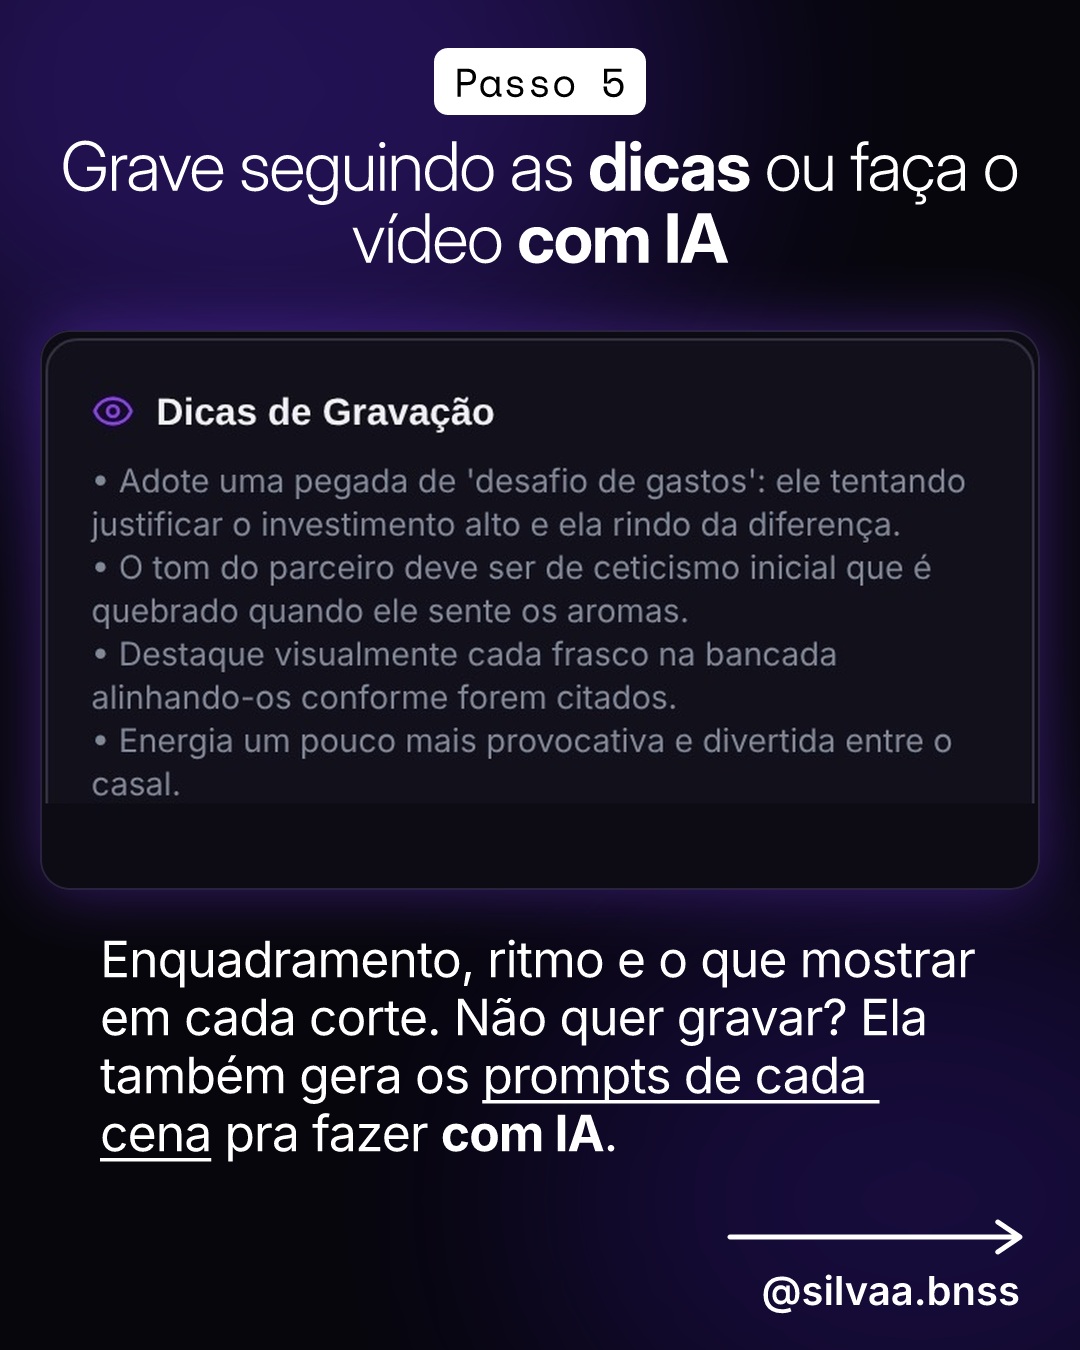 Passo 5
Grave seguindo as dicas ou faça o
vídeo com IA
Dicas de Gravação
• Adote uma pegada de 'desafio de gastos': ele tentando
justificar o investimento alto e ela rindo da diferença.
• O tom do parceiro deve ser de ceticismo inicial que é
quebrado quando ele sente os aromas.
• Destaque visualmente cada frasco na bancada
alinhando-os conforme forem citados.
• Energia um pouco mais provocativa e divertida entre o
casal.
Enquadramento, ritmo e o que mostrar
em cada corte. Não quer gravar? Ela
também gera os prompts de cada
cena pra fazer com IA.
@silvaa.bnss